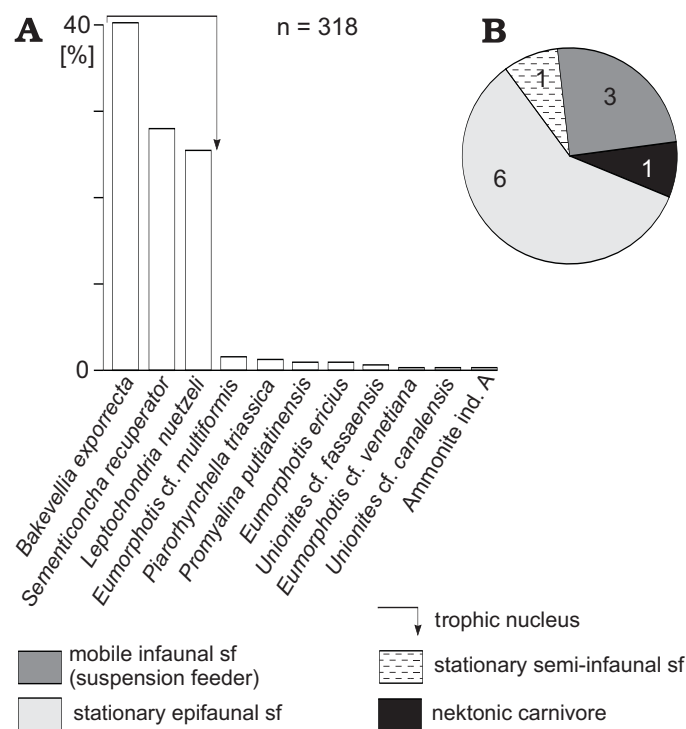 A
40
[%]
n = 318
B
1
3
6
1
0
Bakevellia exporrecta
Sementiconcha recuperator
Leptochondria nuetzeli
Eumorphotis cf. multiformis
Piarorhynchella triassica
Promyalina putiatinensis
Eumorphotis ericius
Unionites cf. fassaensis
Eumorphotis cf. venetiana
Unionites cf. canalensis
Ammonite ind. A
mobile infaunal sf
(suspension feeder)
stationary epifaunal sf
trophic nucleus
stationary semi-infaunal sf
nektonic carnivore